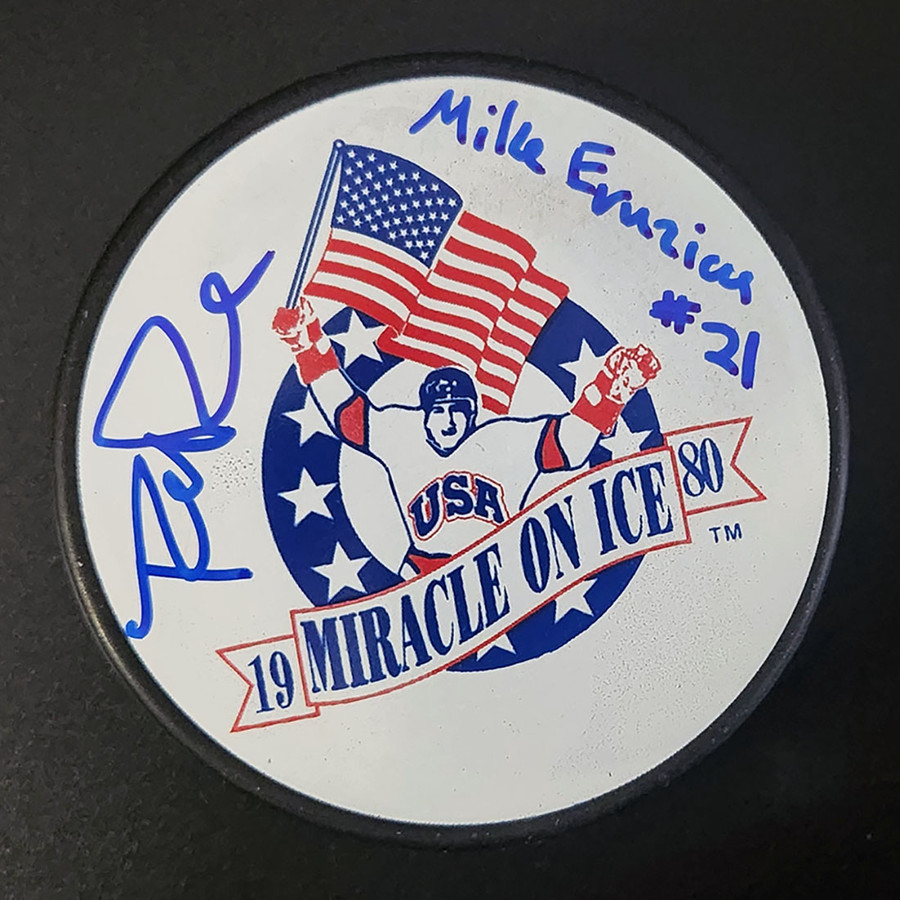 Mike Eruzione
#21
USA
19 MIRACLE ON ICE 80
TM